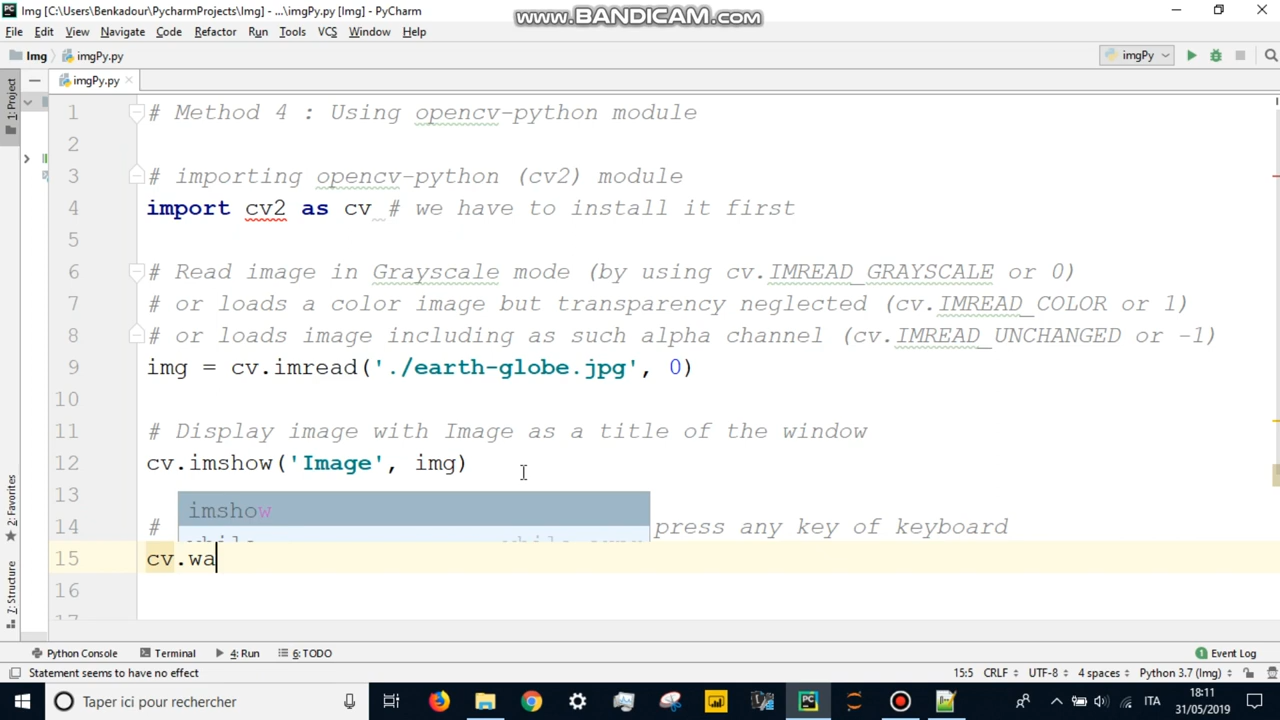 Img [C:\Users\Benkadour\PycharmProjects\Img] - ...\imgPy.py [Img] - PyCharm
www.BANDICAM.com
File Edit View Navigate Code Refactor Run Tools VCS Window Help
Img imgPy.py imgPy
imgPy.py
1: Project
1 # Method 4 : Using opencv-python module
2
3 # importing opencv-python (cv2) module
4 import cv2 as cv # we have to install it first
5
6 # Read image in Grayscale mode (by using cv.IMREAD_GRAYSCALE or 0)
7 # or loads a color image but transparency neglected (cv.IMREAD_COLOR or 1)
8 # or loads image including as such alpha channel (cv.IMREAD_UNCHANGED or -1)
9 img = cv.imread('./earth-globe.jpg', 0)
10
11 # Display image with Image as a title of the window
12 cv.imshow('Image', img)
13
imshow
14 # press any key of keyboard
15 cv.wa
16
2: Favorites
7: Structure
Python Console Terminal 4: Run 6: TODO 1 Event Log
Statement seems to have no effect 15:5 CRLF UTF-8 4 spaces Python 3.7 (Img)
Taper ici pour rechercher ITA 18:11
31/05/2019